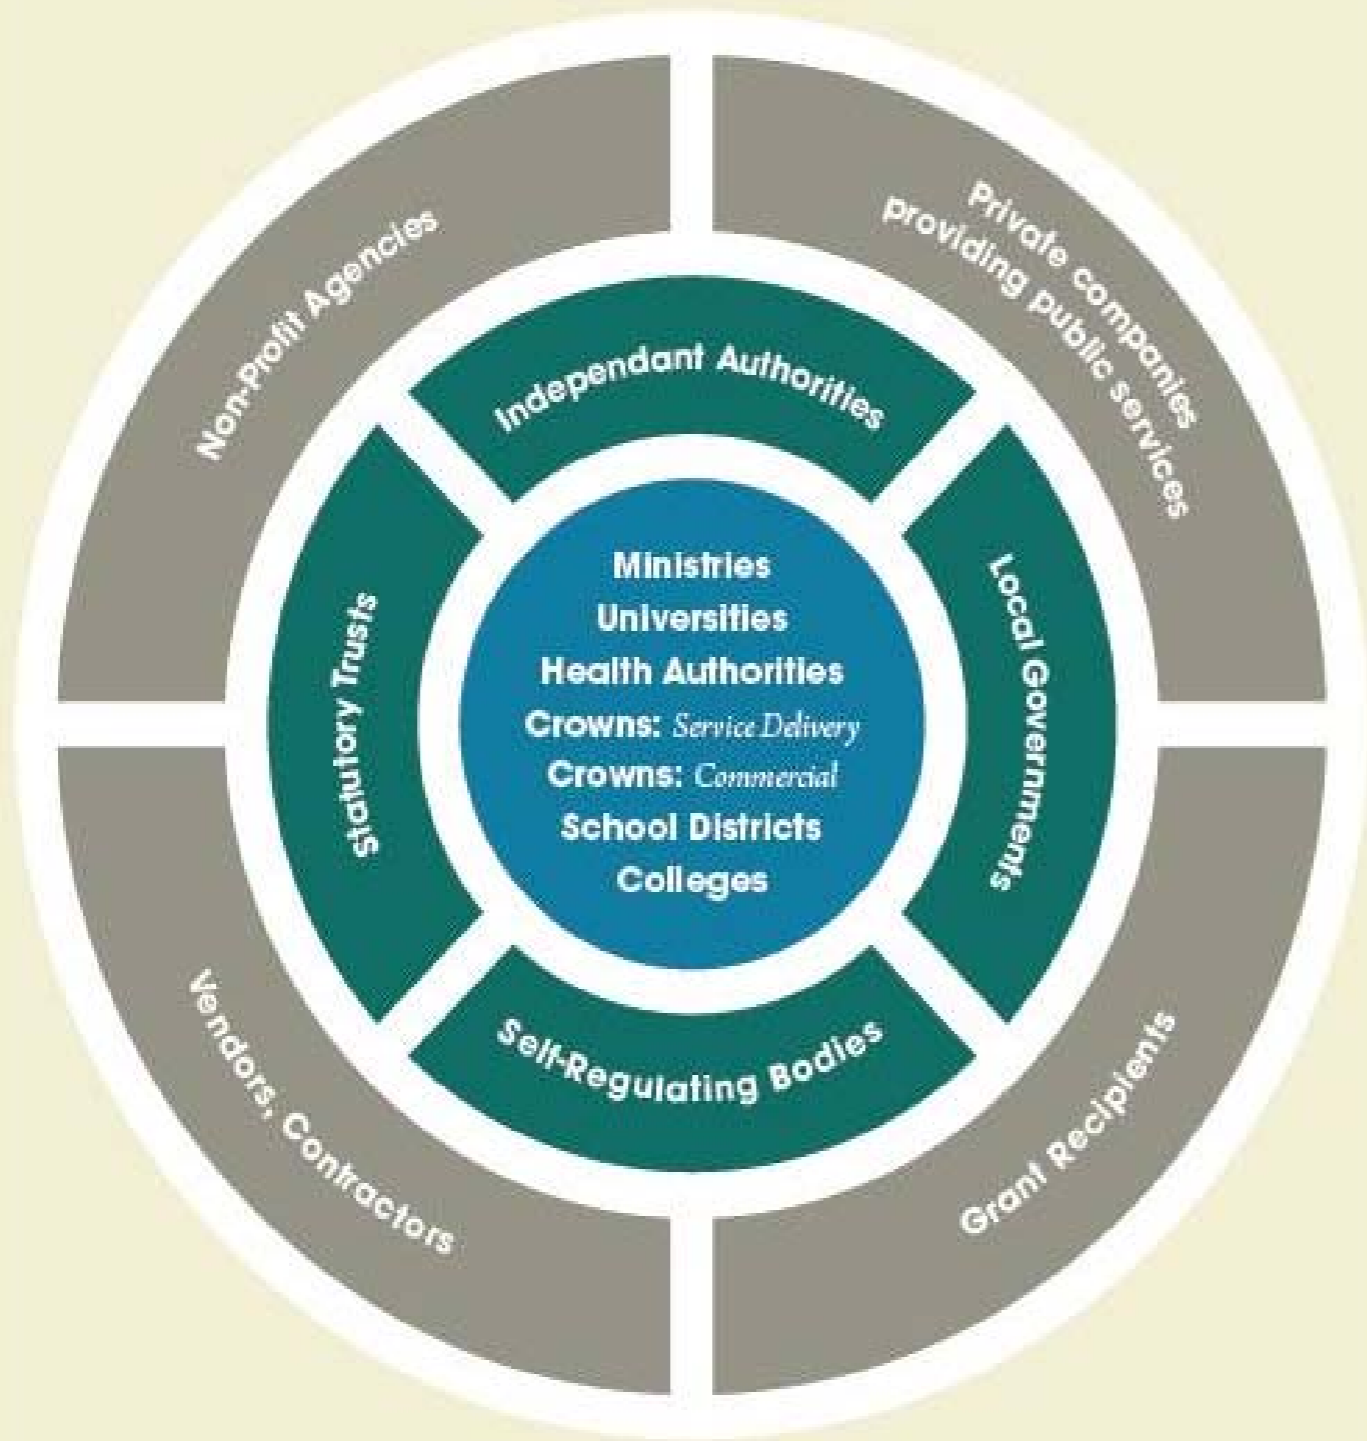 Non-Profit Agencies
Private companies
providing public services
Independant Authorities
Statutory Trusts
Local Governments
Ministries
Universities
Health Authorities
Crowns: Service Delivery
Crowns: Commercial
School Districts
Colleges
Self-Regulating Bodies
Vendors, Contractors
Grant Recipients